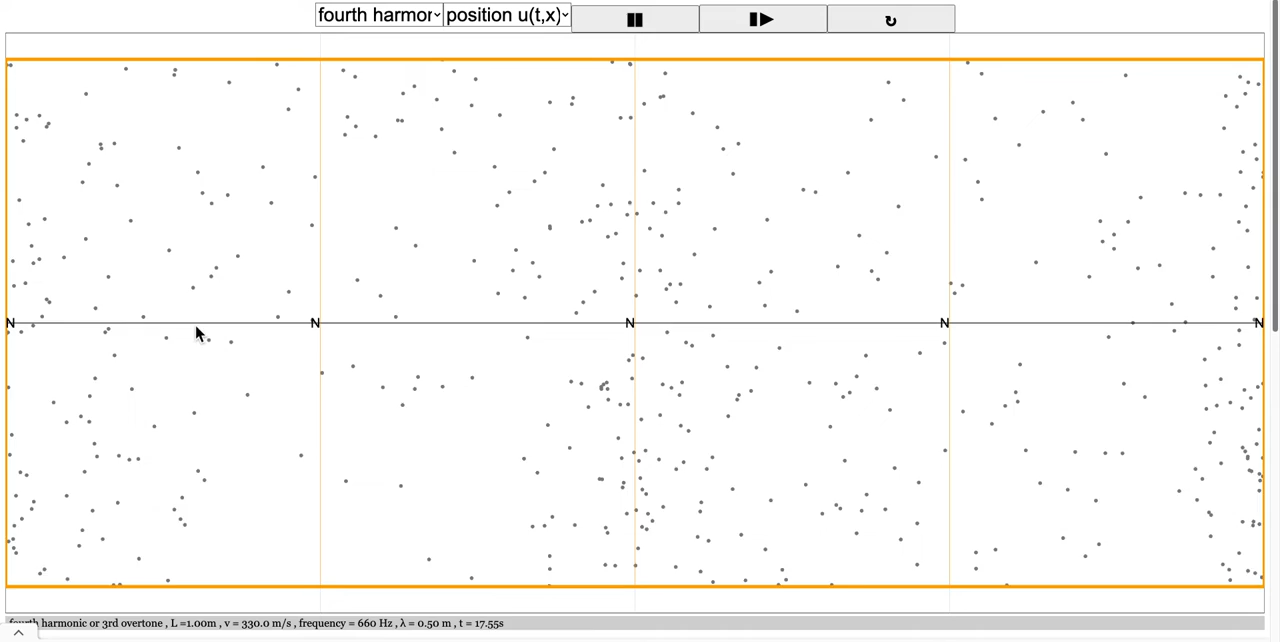 fourth harmor position u(t,x)
N N N N N
fourth harmonic or 3rd overtone , L =1.00m , v = 330.0 m/s , frequency = 660 Hz , λ = 0.50 m , t = 17.55s